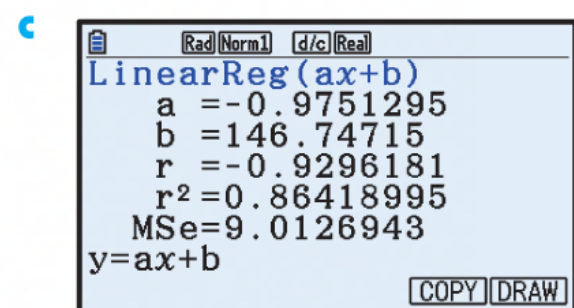 c
Rad Norm1 d/c Real
LinearReg(ax+b)
a =-0.9751295
b =146.74715
r =-0.9296181
r²=0.86418995
MSe=9.0126943
y=ax+b
COPY DRAW